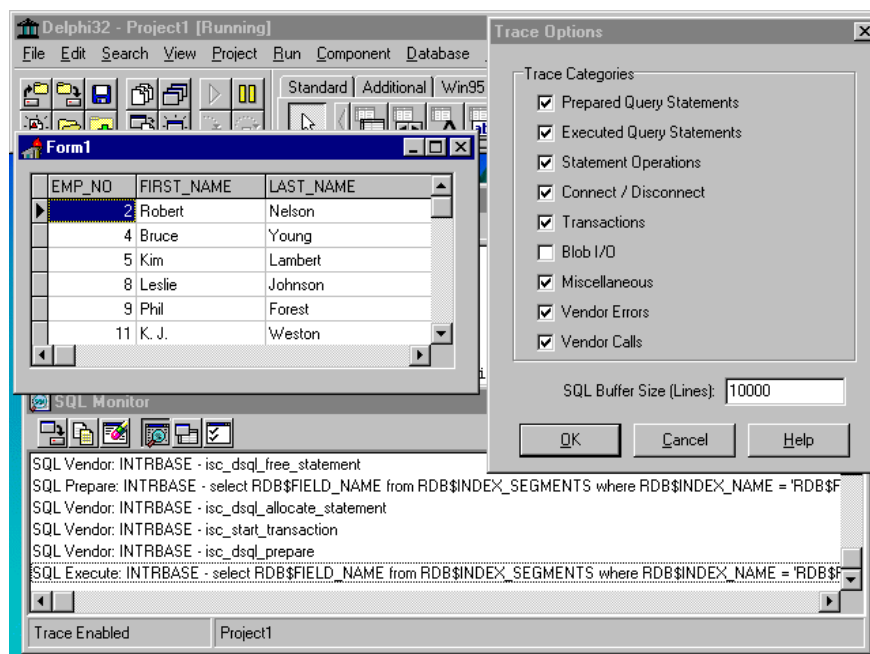 Delphi32 - Project1 [Running]
File Edit Search View Project Run Component Database
Standard Additional Win95
Form1
EMP_NO FIRST_NAME LAST_NAME
2 Robert Nelson
4 Bruce Young
5 Kim Lambert
8 Leslie Johnson
9 Phil Forest
11 K. J. Weston
Trace Options
Trace Categories
Prepared Query Statements
Executed Query Statements
Statement Operations
Connect / Disconnect
Transactions
Blob I/O
Miscellaneous
Vendor Errors
Vendor Calls
SQL Buffer Size (Lines): 10000
OK Cancel Help
SQL Monitor
SQL Vendor: INTRBASE - isc_dsql_free_statement
SQL Prepare: INTRBASE - select RDB$FIELD_NAME from RDB$INDEX_SEGMENTS where RDB$INDEX_NAME = 'RDB$F
SQL Vendor: INTRBASE - isc_dsql_allocate_statement
SQL Vendor: INTRBASE - isc_start_transaction
SQL Vendor: INTRBASE - isc_dsql_prepare
SQL Execute: INTRBASE - select RDB$FIELD_NAME from RDB$INDEX_SEGMENTS where RDB$INDEX_NAME = 'RDB$F
Trace Enabled Project1